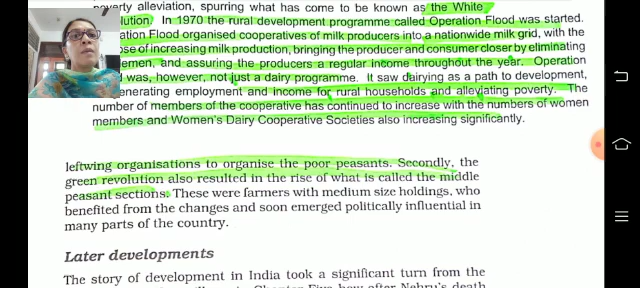 poverty alleviation, spurring what has come to be known as the White
olution. In 1970 the rural development programme called Operation Flood was started.
ation Flood organised cooperatives of milk producers into a nationwide milk grid, with the
ose of increasing milk production, bringing the producer and consumer closer by eliminating
emen, and assuring the producers a regular income throughout the year. Operation
was, however, not just a dairy programme. It saw dairying as a path to development,
enerating employment and income for rural households and alleviating poverty. The
number of members of the cooperative has continued to increase with the numbers of women
members and Women's Dairy Cooperative Societies also increasing significantly.
leftwing organisations to organise the poor peasants. Secondly, the
green revolution also resulted in the rise of what is called the middle
peasant sections. These were farmers with medium size holdings, who
benefited from the changes and soon emerged politically influential in
many parts of the country.
Later developments
The story of development in India took a significant turn from the